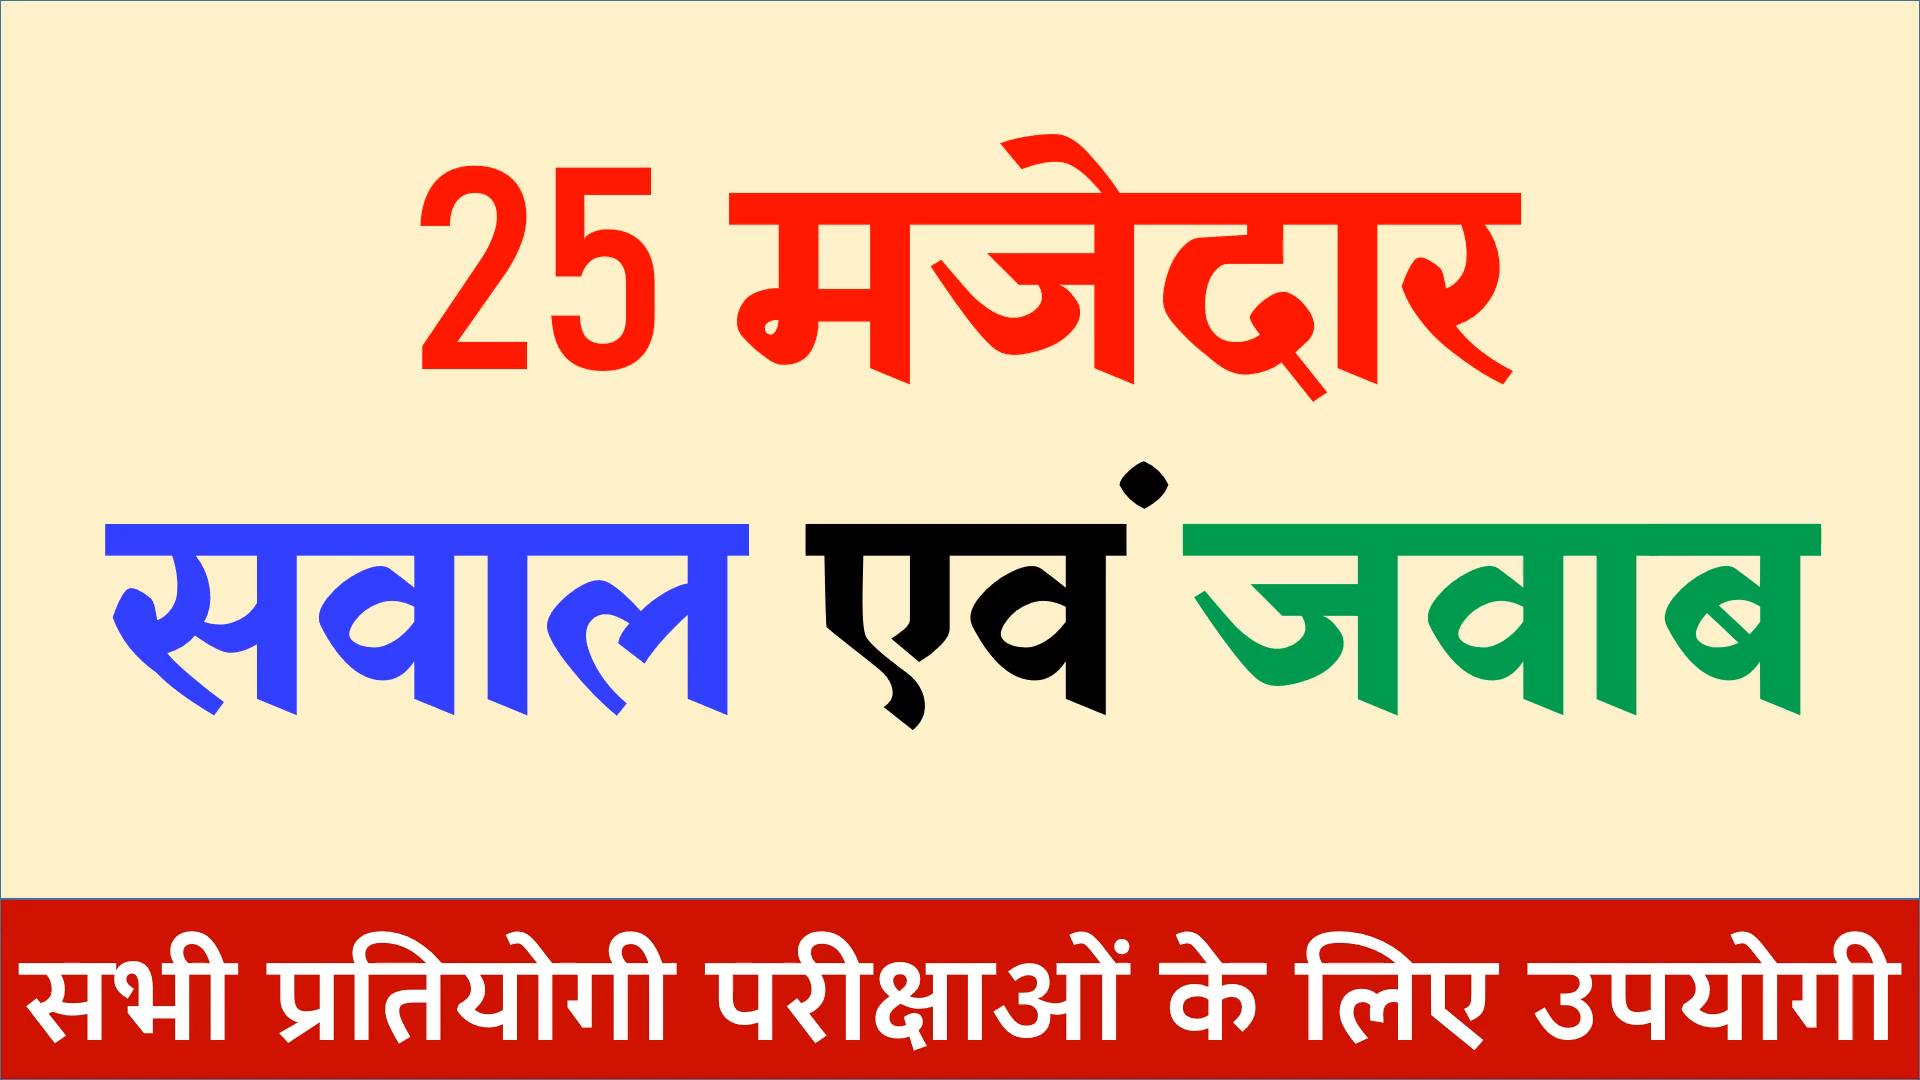 25 मजेदार
सवाल एवं जवाब
सभी प्रतियोगी परीक्षाओं के लिए उपयोगी